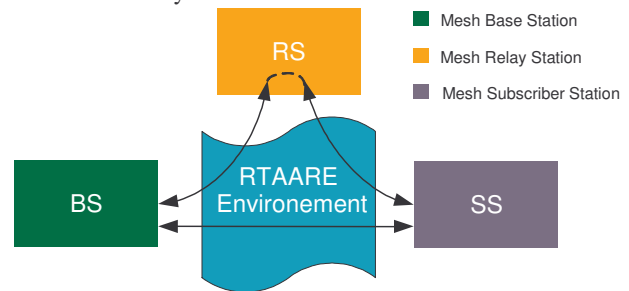 RS
Mesh Base Station
Mesh Relay Station
Mesh Subscriber Station
RTAARE
Environement
BS
SS